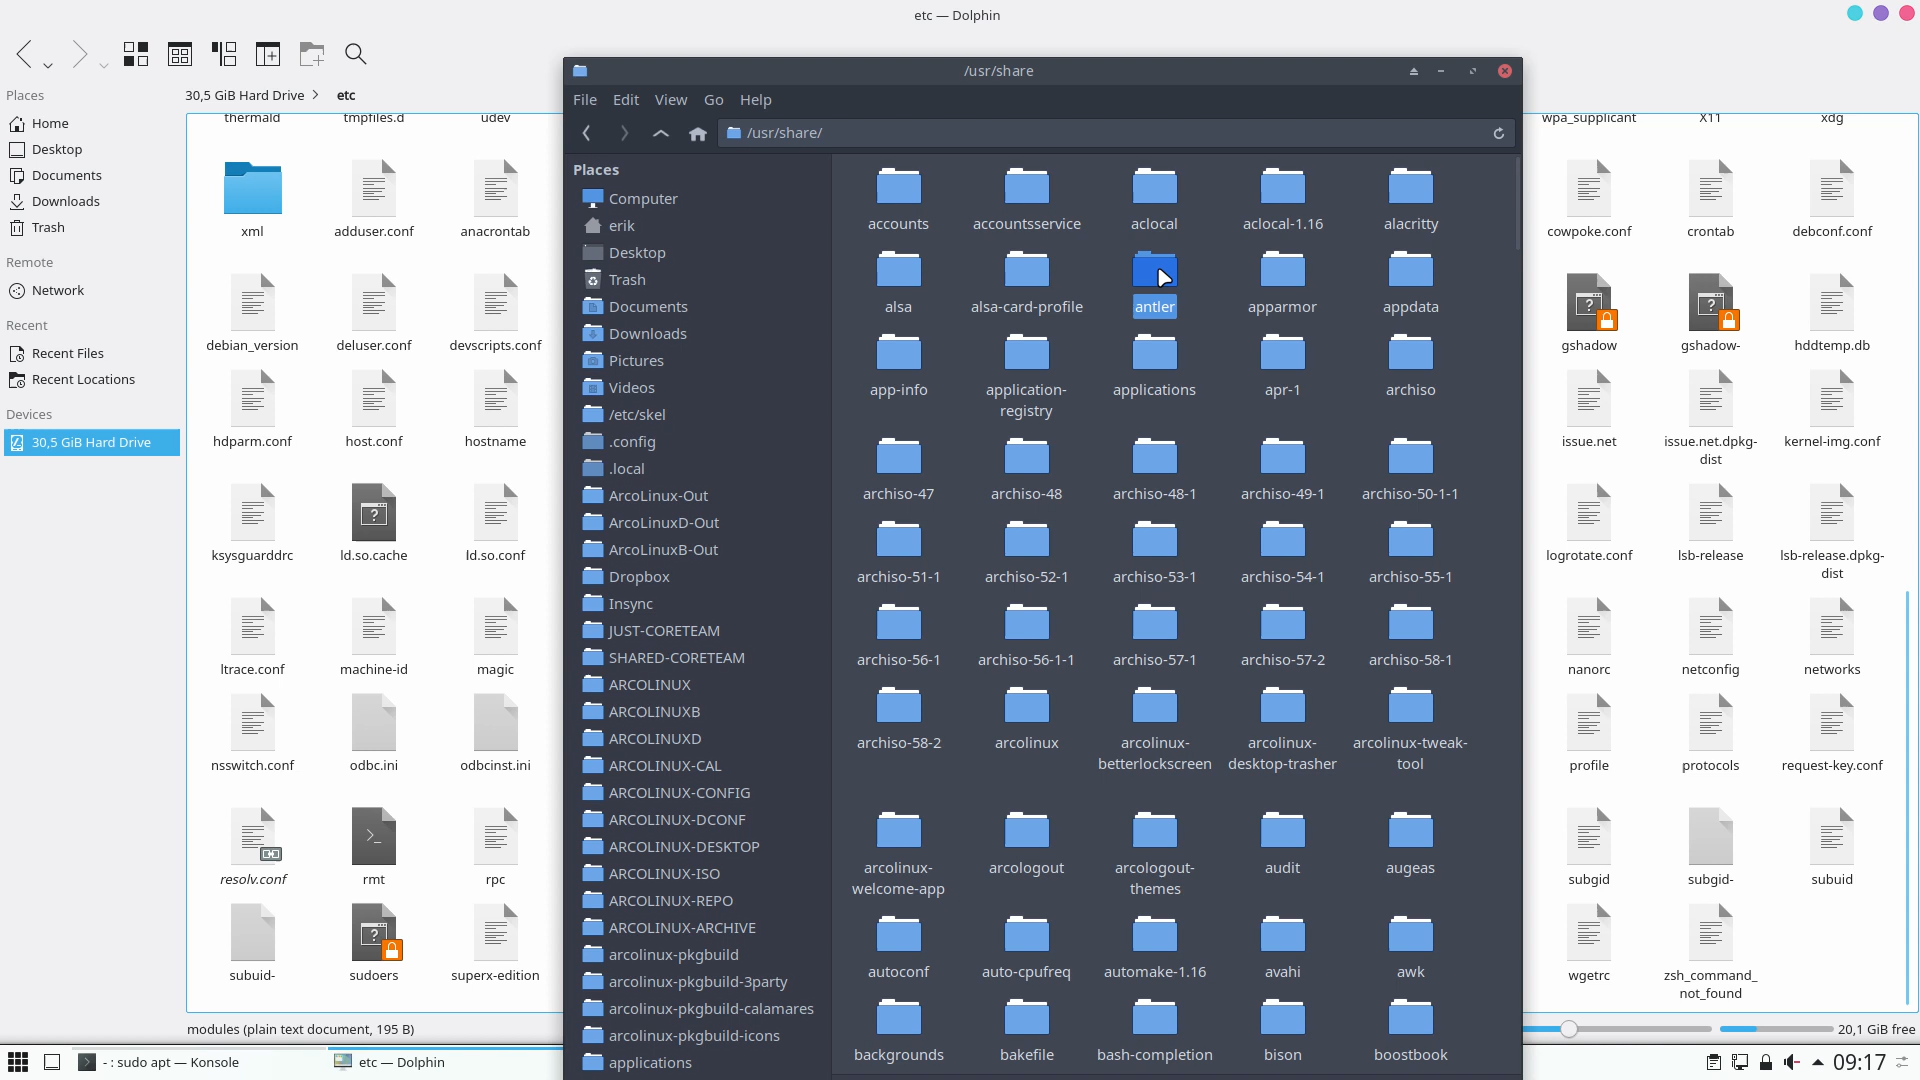 etc — Dolphin
Places
Home
Desktop
Documents
Downloads
Trash
Remote
Network
Recent
Recent Files
Recent Locations
Devices
30,5 GiB Hard Drive
30,5 GiB Hard Drive > etc
thermald tmpfiles.d udev
xml adduser.conf anacrontab
debian_version deluser.conf devscripts.conf
hdparm.conf host.conf hostname
ksysguarddrc ld.so.cache ld.so.conf
ltrace.conf machine-id magic
nsswitch.conf odbc.ini odbcinst.ini
resolv.conf rmt rpc
subuid- sudoers superx-edition
modules (plain text document, 195 B)
/usr/share
File Edit View Go Help
/usr/share/
Places
Computer
erik
Desktop
Trash
Documents
Downloads
Pictures
Videos
/etc/skel
.config
.local
ArcoLinux-Out
ArcoLinuxD-Out
ArcoLinuxB-Out
Dropbox
Insync
JUST-CORETEAM
SHARED-CORETEAM
ARCOLINUX
ARCOLINUXB
ARCOLINUXD
ARCOLINUX-CAL
ARCOLINUX-CONFIG
ARCOLINUX-DCONF
ARCOLINUX-DESKTOP
ARCOLINUX-ISO
ARCOLINUX-REPO
ARCOLINUX-ARCHIVE
arcolinux-pkgbuild
arcolinux-pkgbuild-3party
arcolinux-pkgbuild-calamares
arcolinux-pkgbuild-icons
applications
accounts accountsservice aclocal aclocal-1.16 alacritty
alsa alsa-card-profile antler apparmor appdata
app-info application- applications apr-1 archiso
registry
archiso-47 archiso-48 archiso-48-1 archiso-49-1 archiso-50-1-1
archiso-51-1 archiso-52-1 archiso-53-1 archiso-54-1 archiso-55-1
archiso-56-1 archiso-56-1-1 archiso-57-1 archiso-57-2 archiso-58-1
archiso-58-2 arcolinux arcolinux- arcolinux- arcolinux-tweak-
betterlockscreen desktop-trasher tool
arcolinux- arcologout arcologout- audit augeas
welcome-app themes
autoconf auto-cpufreq automake-1.16 avahi awk
backgrounds bakefile bash-completion bison boostbook
wpa_supplicant X11 xdg
cowpoke.conf crontab debconf.conf
gshadow gshadow- hddtemp.db
issue.net issue.net.dpkg- kernel-img.conf
dist
logrotate.conf lsb-release lsb-release.dpkg-
dist
nanorc netconfig networks
profile protocols request-key.conf
subgid subgid- subuid
wgetrc zsh_command_
not_found
20,1 GiB free
- : sudo apt — Konsole
etc — Dolphin
09:17